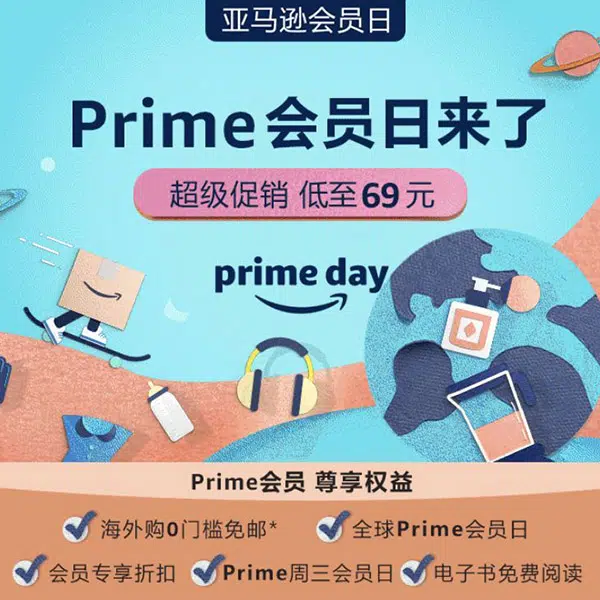 亚马逊会员日
Prime会员日来了
超级促销 低至69元
prime day
Prime会员 尊享权益
海外购0门槛免邮* 全球Prime会员日
会员专享折扣 Prime周三会员日 电子书免费阅读